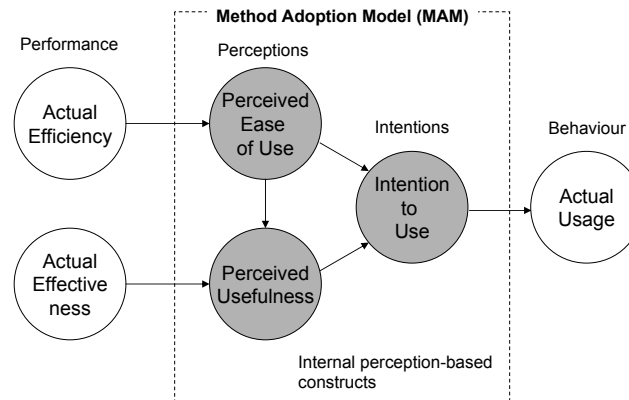 Method Adoption Model (MAM)
Performance
Perceptions
Actual
Efficiency
Perceived
Ease
of Use
Intentions
Behaviour
Intention
to
Use
Actual
Usage
Actual
Effective
ness
Perceived
Usefulness
Internal perception-based
constructs